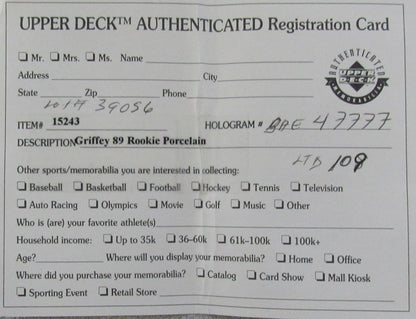 UPPER DECK™ AUTHENTICATED Registration Card
❏ Mr. ❏ Mrs. ❏ Ms. Name
AUTHENTICATED
UPPER DECK
MEMORABILIA
Address City
State Zip Phone
39056
ITEM# 15243 HOLOGRAM # BAE 47777
DESCRIPTION Griffey 89 Rookie Porcelain
LTD 109
Other sports/memorabilia you are interested in collecting:
❏ Baseball ❏ Basketball ❏ Football ❏ Hockey ❏ Tennis ❏ Television
❏ Auto Racing ❏ Olympics ❏ Movie ❏ Golf ❏ Music ❏ Other
Who is (are) your favorite athlete(s)
Household income: ❏ Up to 35k ❏ 36–60k ❏ 61k–100k ❏ 100k+
Age? Where will you display your memorabilia? ❏ Home ❏ Office
Where did you purchase your memorabilia? ❏ Catalog ❏ Card Show ❏ Mall Kiosk
❏ Sporting Event ❏ Retail Store